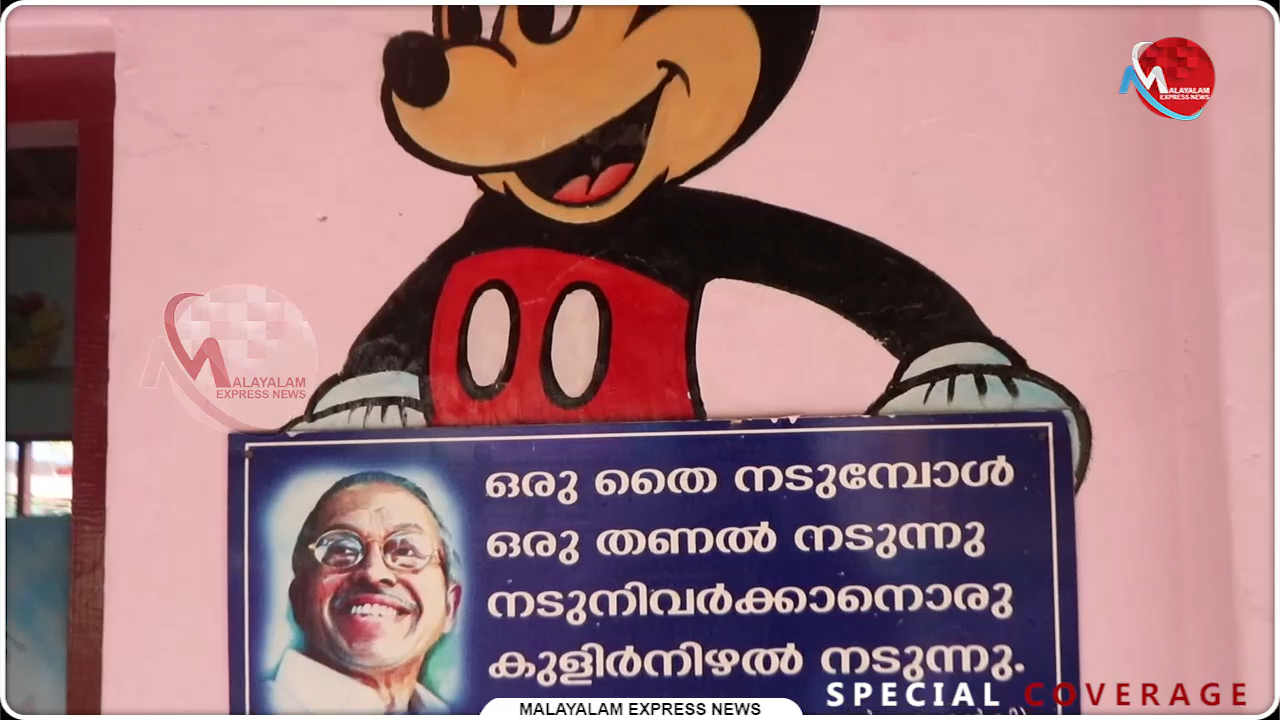 MALAYALAM
EXPRESS NEWS
MALAYALAM
EXPRESS NEWS
ഒരു തൈ നടുമ്പോൾ
ഒരു തണൽ നടുന്നു
നടുനിവർക്കാനൊരു
കുളിർനിഴൽ നടുന്നു.
SPECIAL COVERAGE
MALAYALAM EXPRESS NEWS